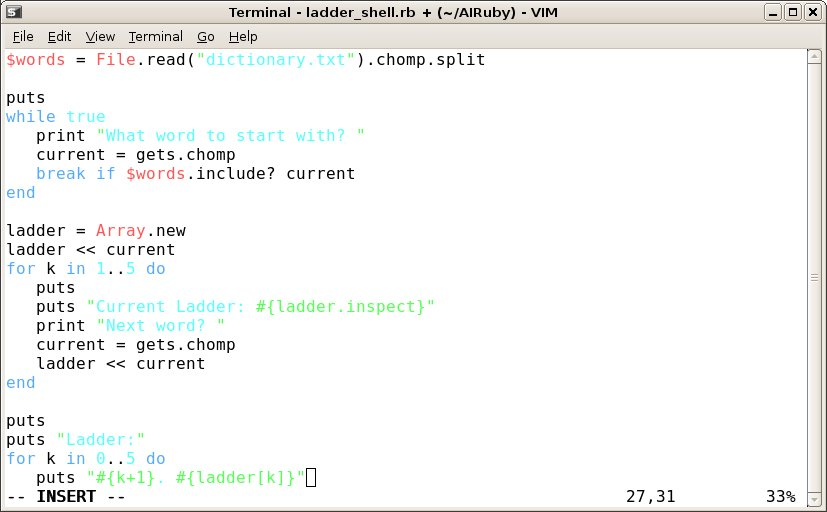 Terminal - ladder_shell.rb + (~/AIRuby) - VIM
File Edit View Terminal Go Help
$words = File.read("dictionary.txt").chomp.split
puts
while true
   print "What word to start with? "
   current = gets.chomp
   break if $words.include? current
end
ladder = Array.new
ladder << current
for k in 1..5 do
   puts
   puts "Current Ladder: #{ladder.inspect}"
   print "Next word? "
   current = gets.chomp
   ladder << current
end
puts
puts "Ladder:"
for k in 0..5 do
   puts "#{k+1}. #{ladder[k]}"
-- INSERT -- 27,31 33%